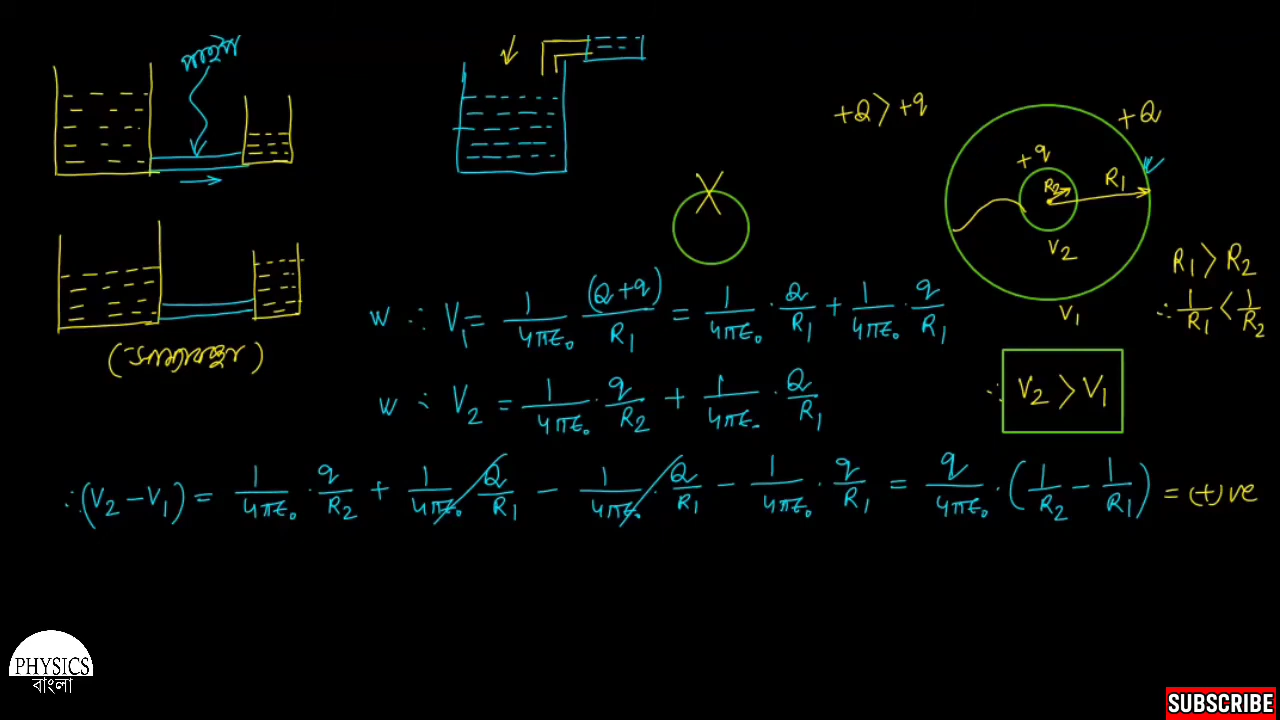 পাইপ
+Q > +q
+Q
+q
R₂
R₁
V₂
V₁
R₁ > R₂
∴ 1/R₁ < 1/R₂
w ∴ V₁ = 1/4πε₀ (Q+q)/R₁ = 1/4πε₀ · Q/R₁ + 1/4πε₀ · q/R₁
w ∴ V₂ = 1/4πε₀ · q/R₂ + 1/4πε₀ · Q/R₁
∴ V₂ > V₁
∴ (V₂ − V₁) = 1/4πε₀ · q/R₂ + 1/4πε₀ · Q/R₁ − 1/4πε₀ · Q/R₁ − 1/4πε₀ · q/R₁ = q/4πε₀ · (1/R₂ − 1/R₁) = (+)ve
PHYSICS
বাংলা
SUBSCRIBE